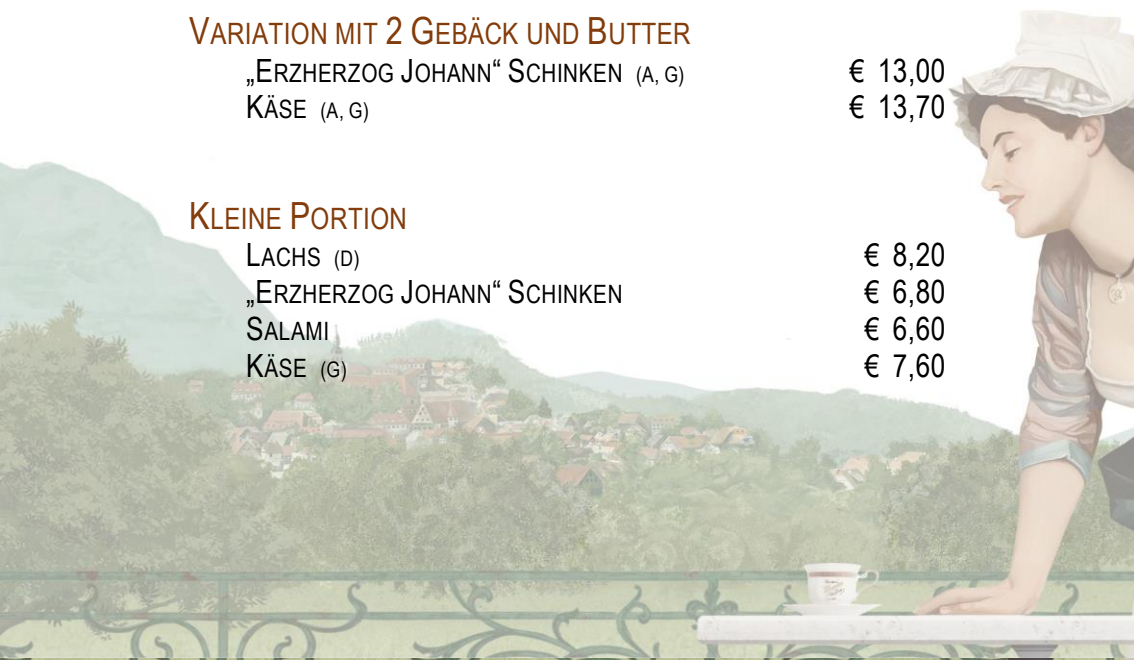 VARIATION MIT 2 GEBÄCK UND BUTTER
„ERZHERZOG JOHANN“ SCHINKEN (A, G) € 13,00
KÄSE (A, G) € 13,70
KLEINE PORTION
LACHS (D) € 8,20
„ERZHERZOG JOHANN“ SCHINKEN € 6,80
SALAMI € 6,60
KÄSE (G) € 7,60